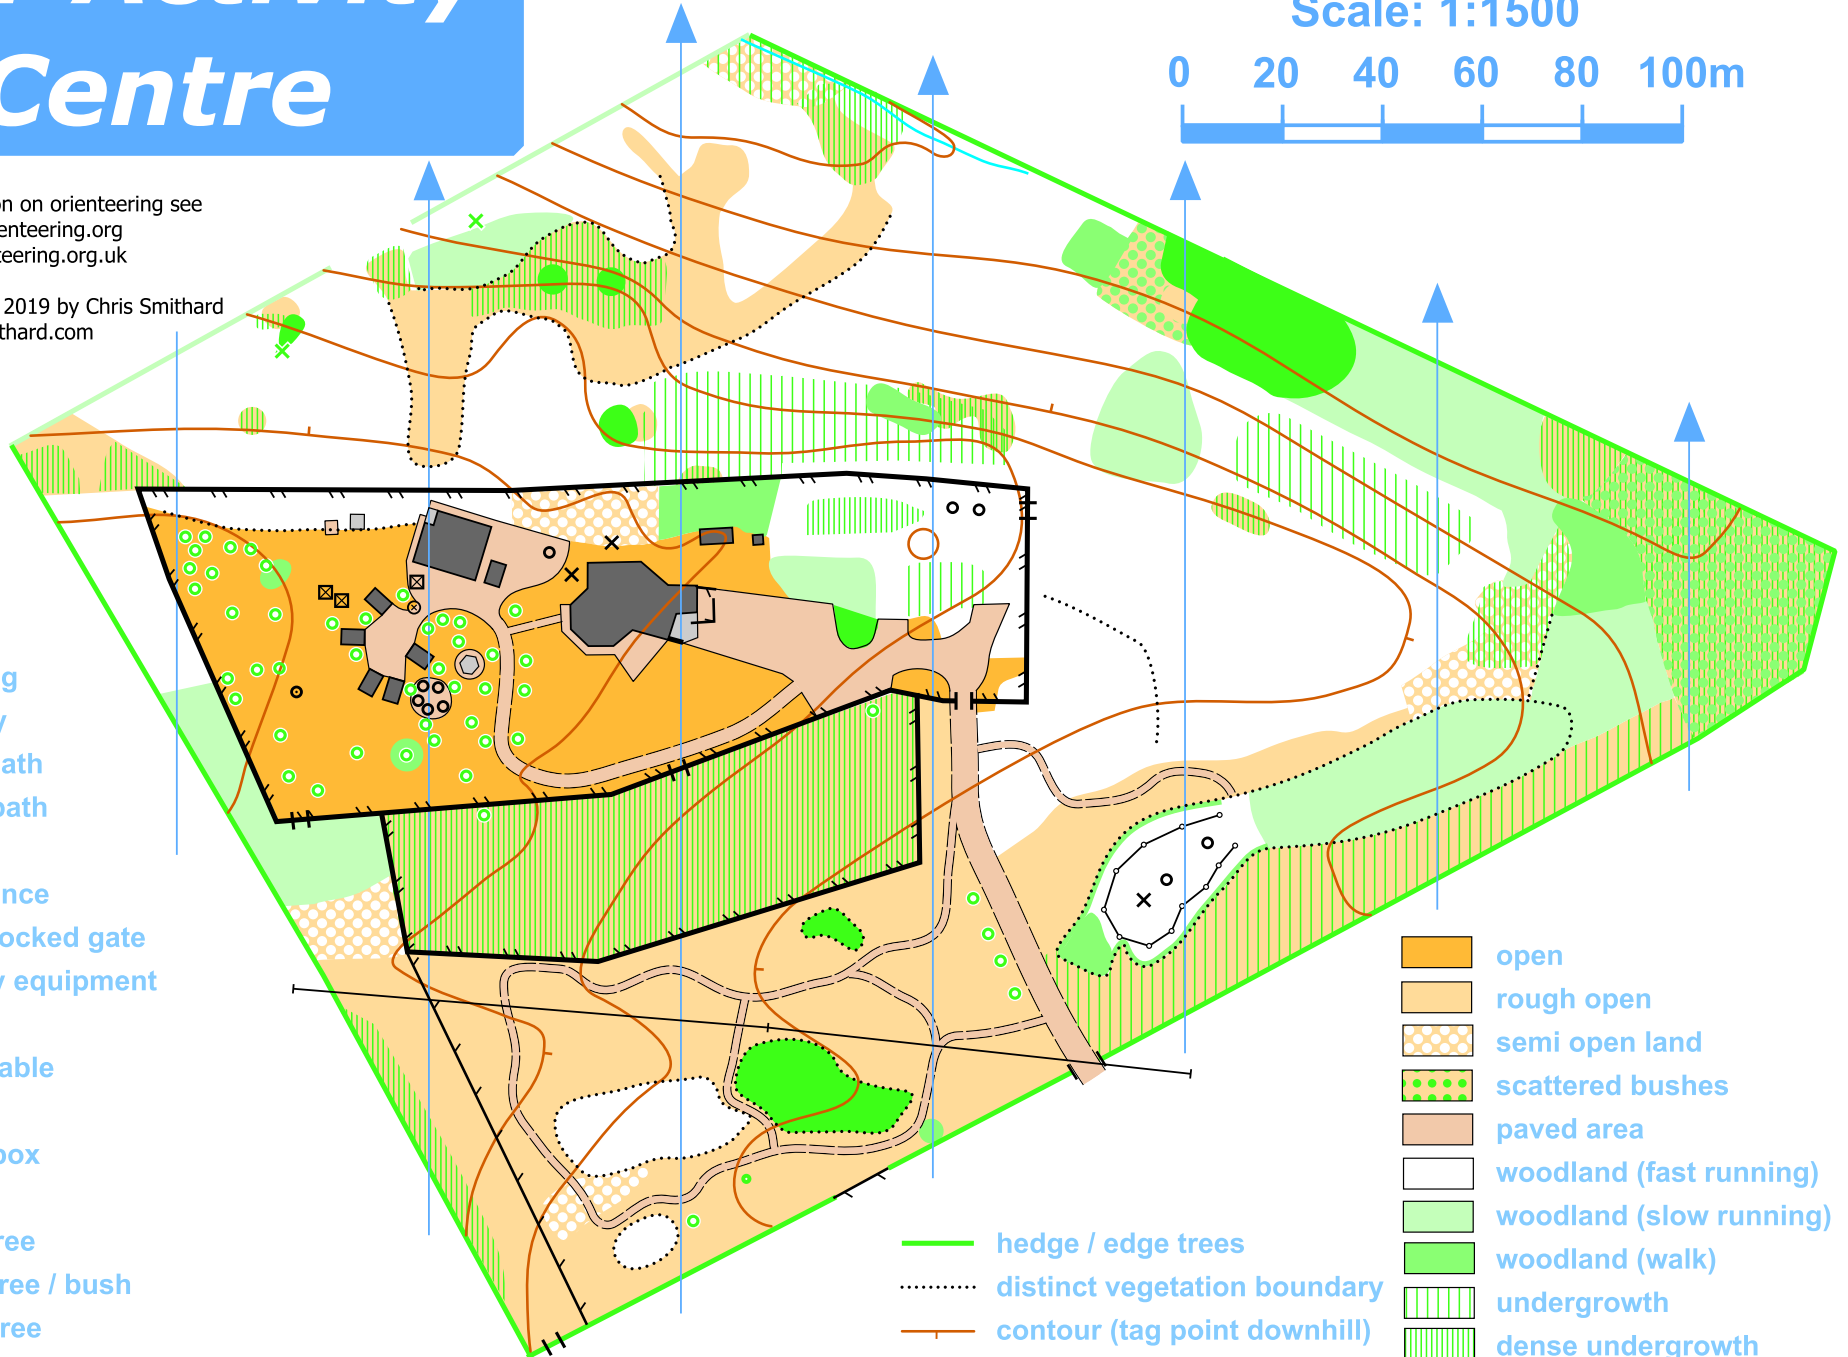 Centre
Scale: 1:1500
0 20 40 60 80 100m
on on orienteering see
enteering.org
teering.org.uk
2019 by Chris Smithard
thard.com
g
y
ath
path
nce
ocked gate
y equipment
able
box
ree
ree / bush
ree
hedge / edge trees
distinct vegetation boundary
contour (tag point downhill)
open
rough open
semi open land
scattered bushes
paved area
woodland (fast running)
woodland (slow running)
woodland (walk)
undergrowth
dense undergrowth